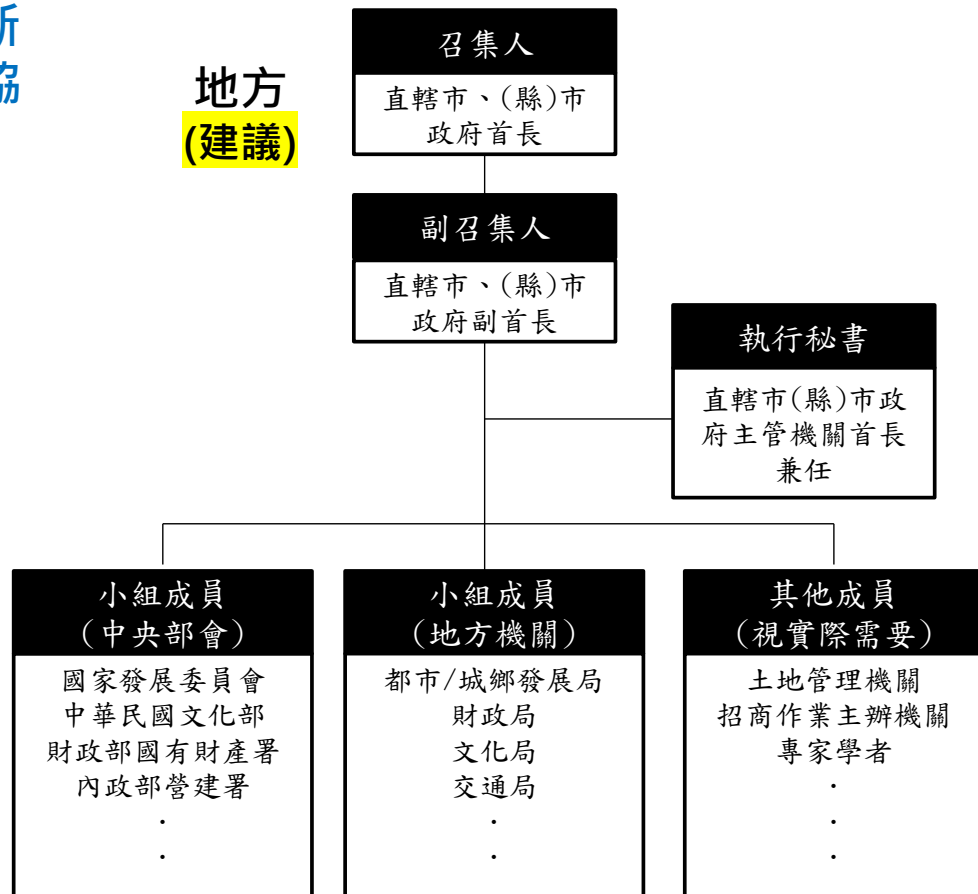 新
協
地方
(建議)
召集人
直轄市、(縣)市
政府首長
副召集人
直轄市、(縣)市
政府副首長
執行秘書
直轄市(縣)市政
府主管機關首長
兼任
小組成員
(中央部會)
國家發展委員會
中華民國文化部
財政部國有財產署
內政部營建署
.
.
小組成員
(地方機關)
都市/城鄉發展局
財政局
文化局
交通局
.
.
其他成員
(視實際需要)
土地管理機關
招商作業主辦機關
專家學者
.
.
.